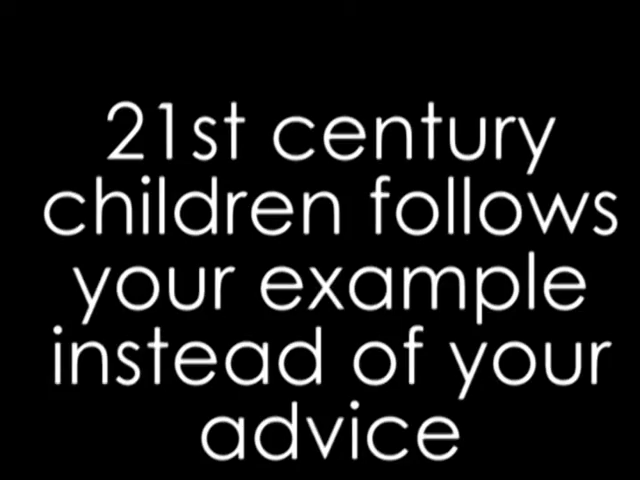 21st century
children follows
your example
instead of your
advice